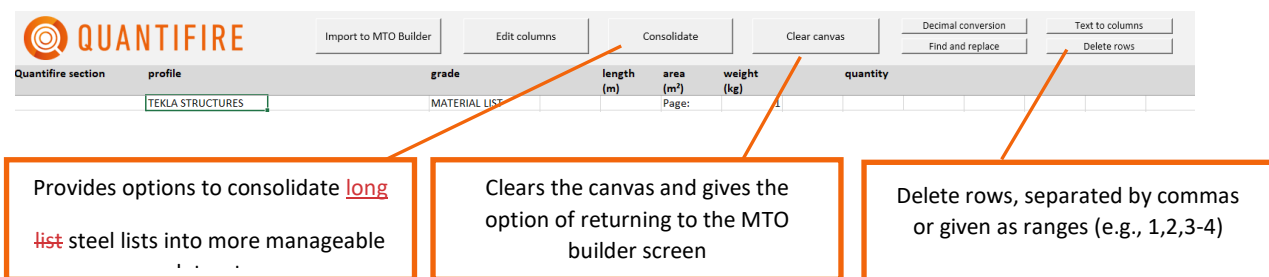 QUANTIFIRE
Import to MTO Builder Edit columns Consolidate Clear canvas Decimal conversion Text to columns
Find and replace Delete rows
Quantifire section profile grade length area weight quantity
(m) (m²) (kg)
TEKLA STRUCTURES MATERIAL LIST Page: 1
Provides options to consolidate long
list steel lists into more manageable
Clears the canvas and gives the
option of returning to the MTO
builder screen
Delete rows, separated by commas
or given as ranges (e.g., 1,2,3-4)